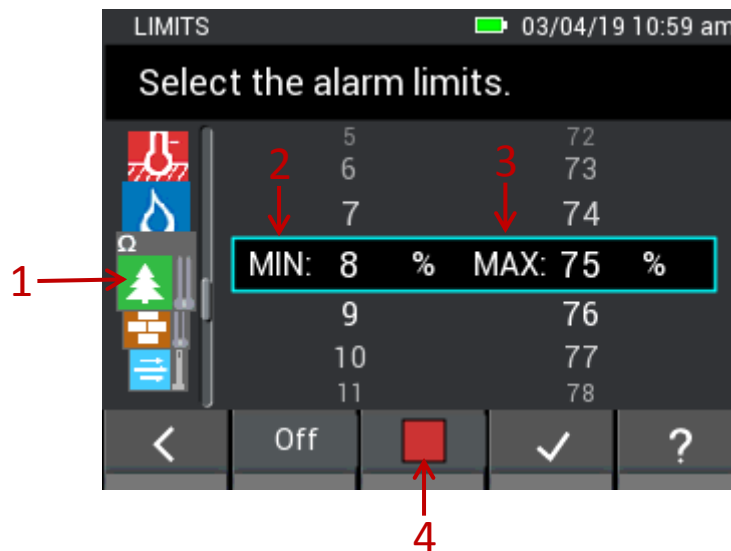 LIMITS 03/04/19 10:59 am
Select the alarm limits.
5 72
2 6 3 73
7 74
Ω
1 MIN: 8 % MAX: 75 %
9 76
10 77
11 78
< Off ✓ ?
4